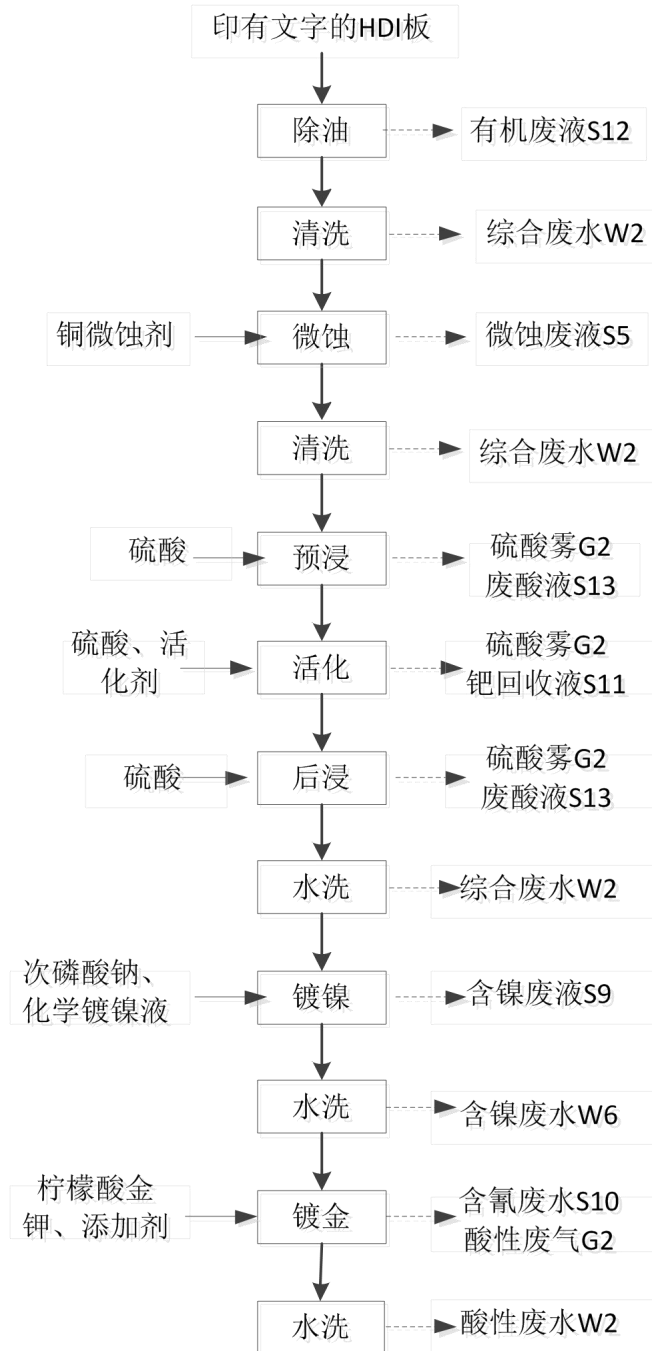 印有文字的HDI板
除油
有机废液S12
清洗
综合废水W2
铜微蚀剂
微蚀
微蚀废液S5
清洗
综合废水W2
硫酸
预浸
硫酸雾G2
废酸液S13
硫酸、活
化剂
活化
硫酸雾G2
钯回收液S11
硫酸
后浸
硫酸雾G2
废酸液S13
水洗
综合废水W2
次磷酸钠、
化学镀镍液
镀镍
含镍废液S9
水洗
含镍废水W6
柠檬酸金
钾、添加剂
镀金
含氰废水S10
酸性废气G2
水洗
酸性废水W2